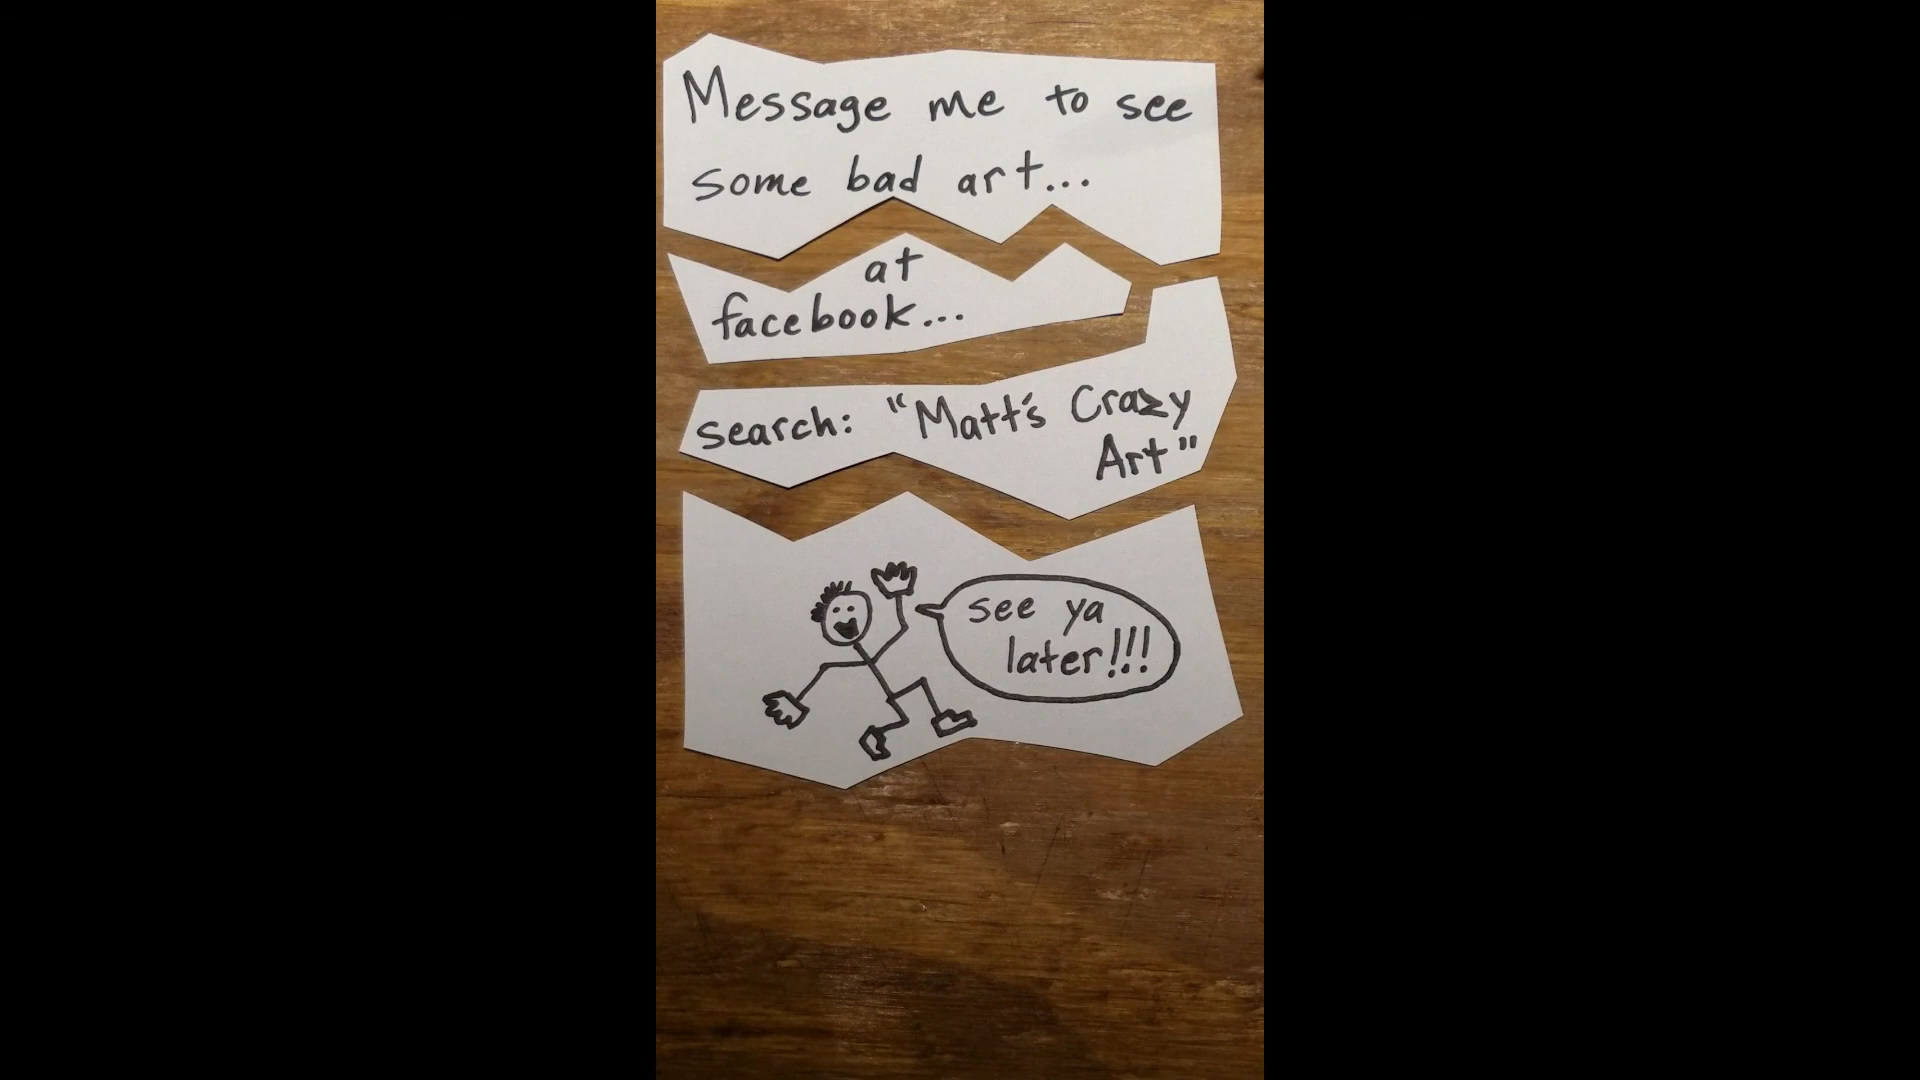 Message me to see
some bad art...
at
facebook...
search: "Matt's Crazy
Art"
see ya
later!!!